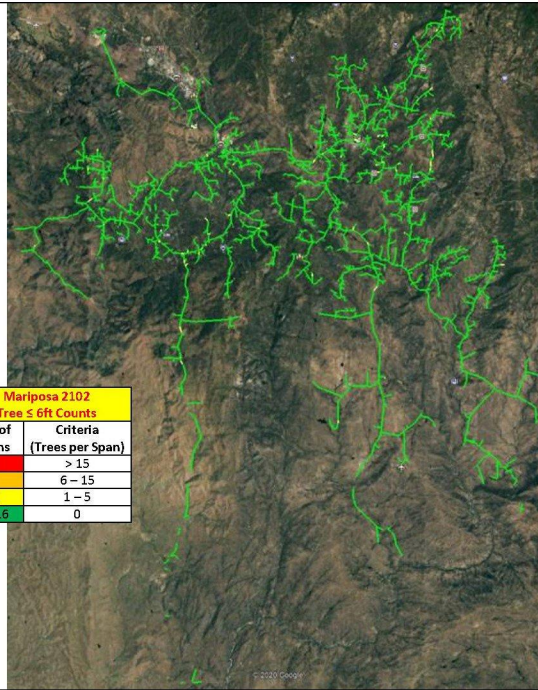 Mariposa 2102
Tree ≤ 6ft Counts
of Criteria
ns (Trees per Span)
> 15
6 – 15
1 – 5
6 0
© 2020 Google